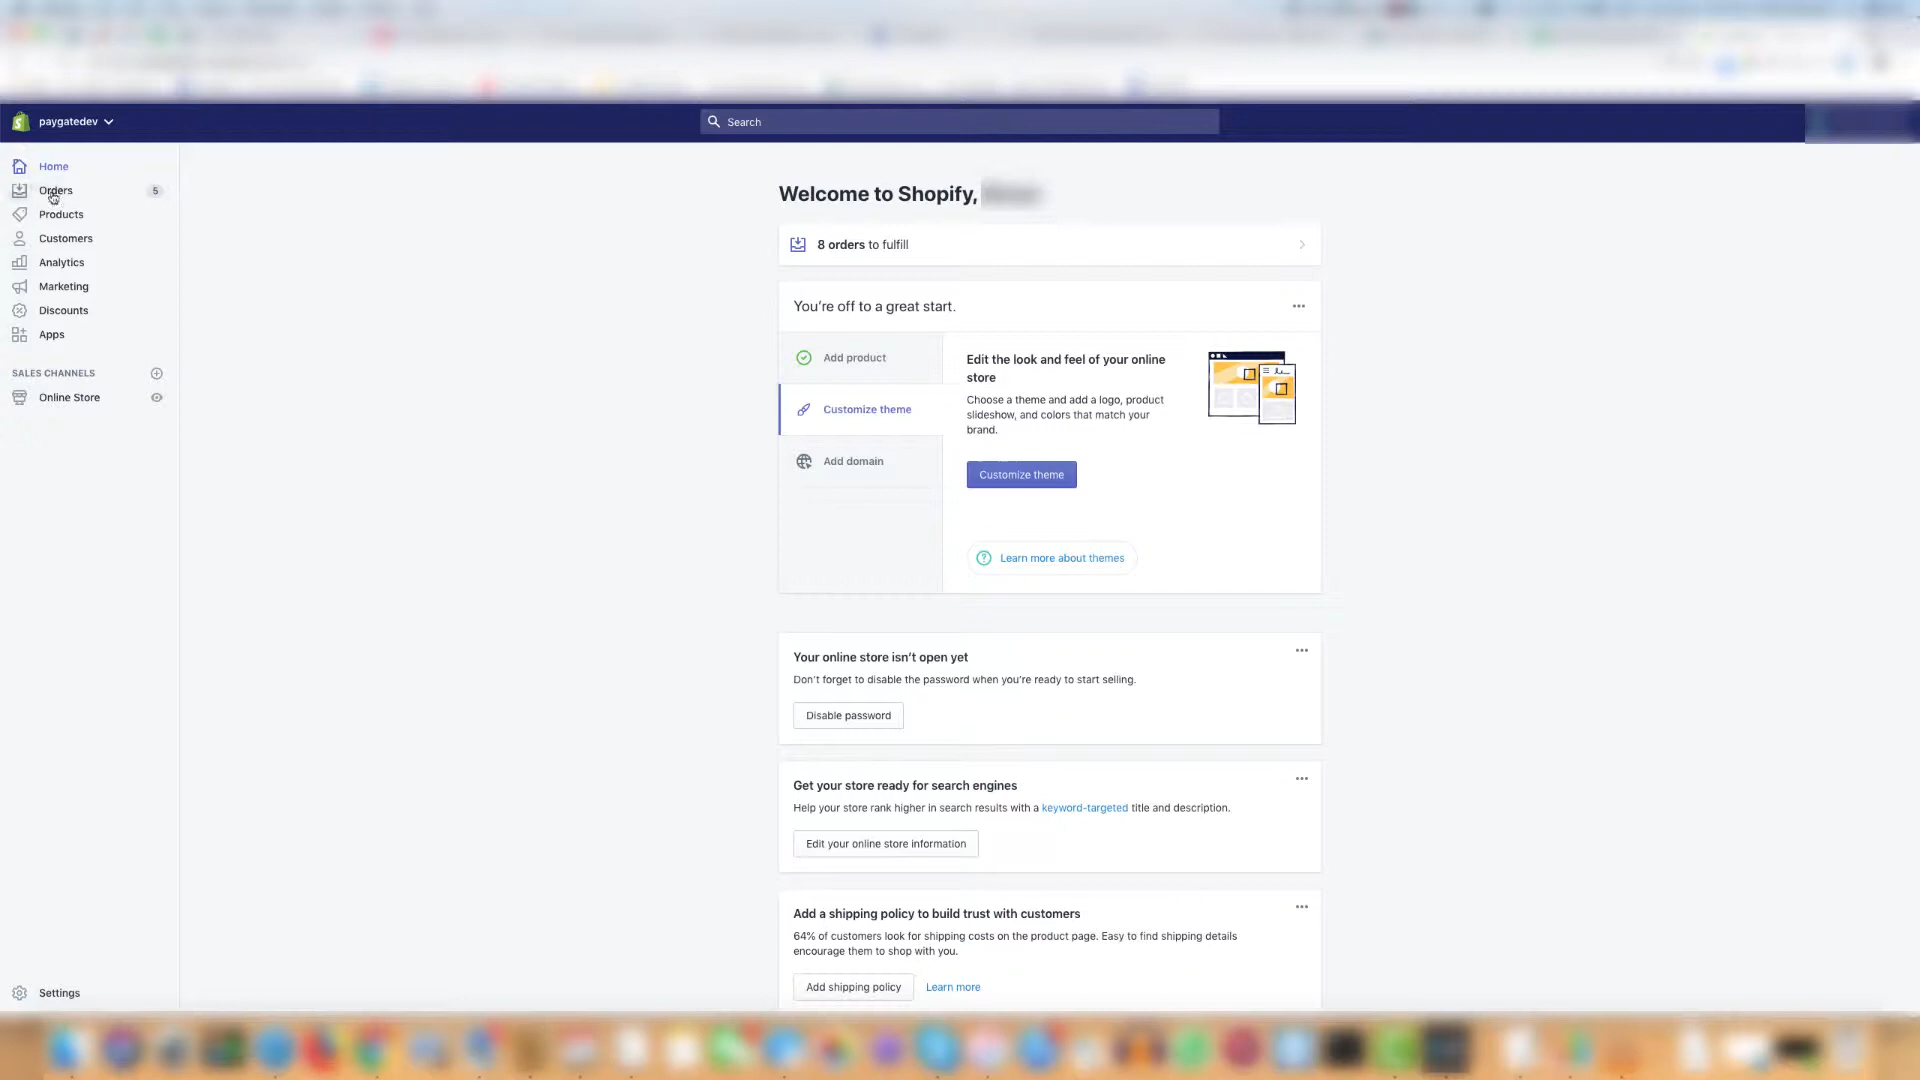 paygatedev
Search
Home
Orders 5
Products
Customers
Analytics
Marketing
Discounts
Apps
SALES CHANNELS
Online Store
Settings
Welcome to Shopify,
8 orders to fulfill
You're off to a great start.
Add product
Customize theme
Add domain
Edit the look and feel of your online
store
Choose a theme and add a logo, product
slideshow, and colors that match your
brand.
Customize theme
Learn more about themes
Your online store isn't open yet
Don't forget to disable the password when you're ready to start selling.
Disable password
Get your store ready for search engines
Help your store rank higher in search results with a keyword-targeted title and description.
Edit your online store information
Add a shipping policy to build trust with customers
64% of customers look for shipping costs on the product page. Easy to find shipping details
encourage them to shop with you.
Add shipping policy Learn more